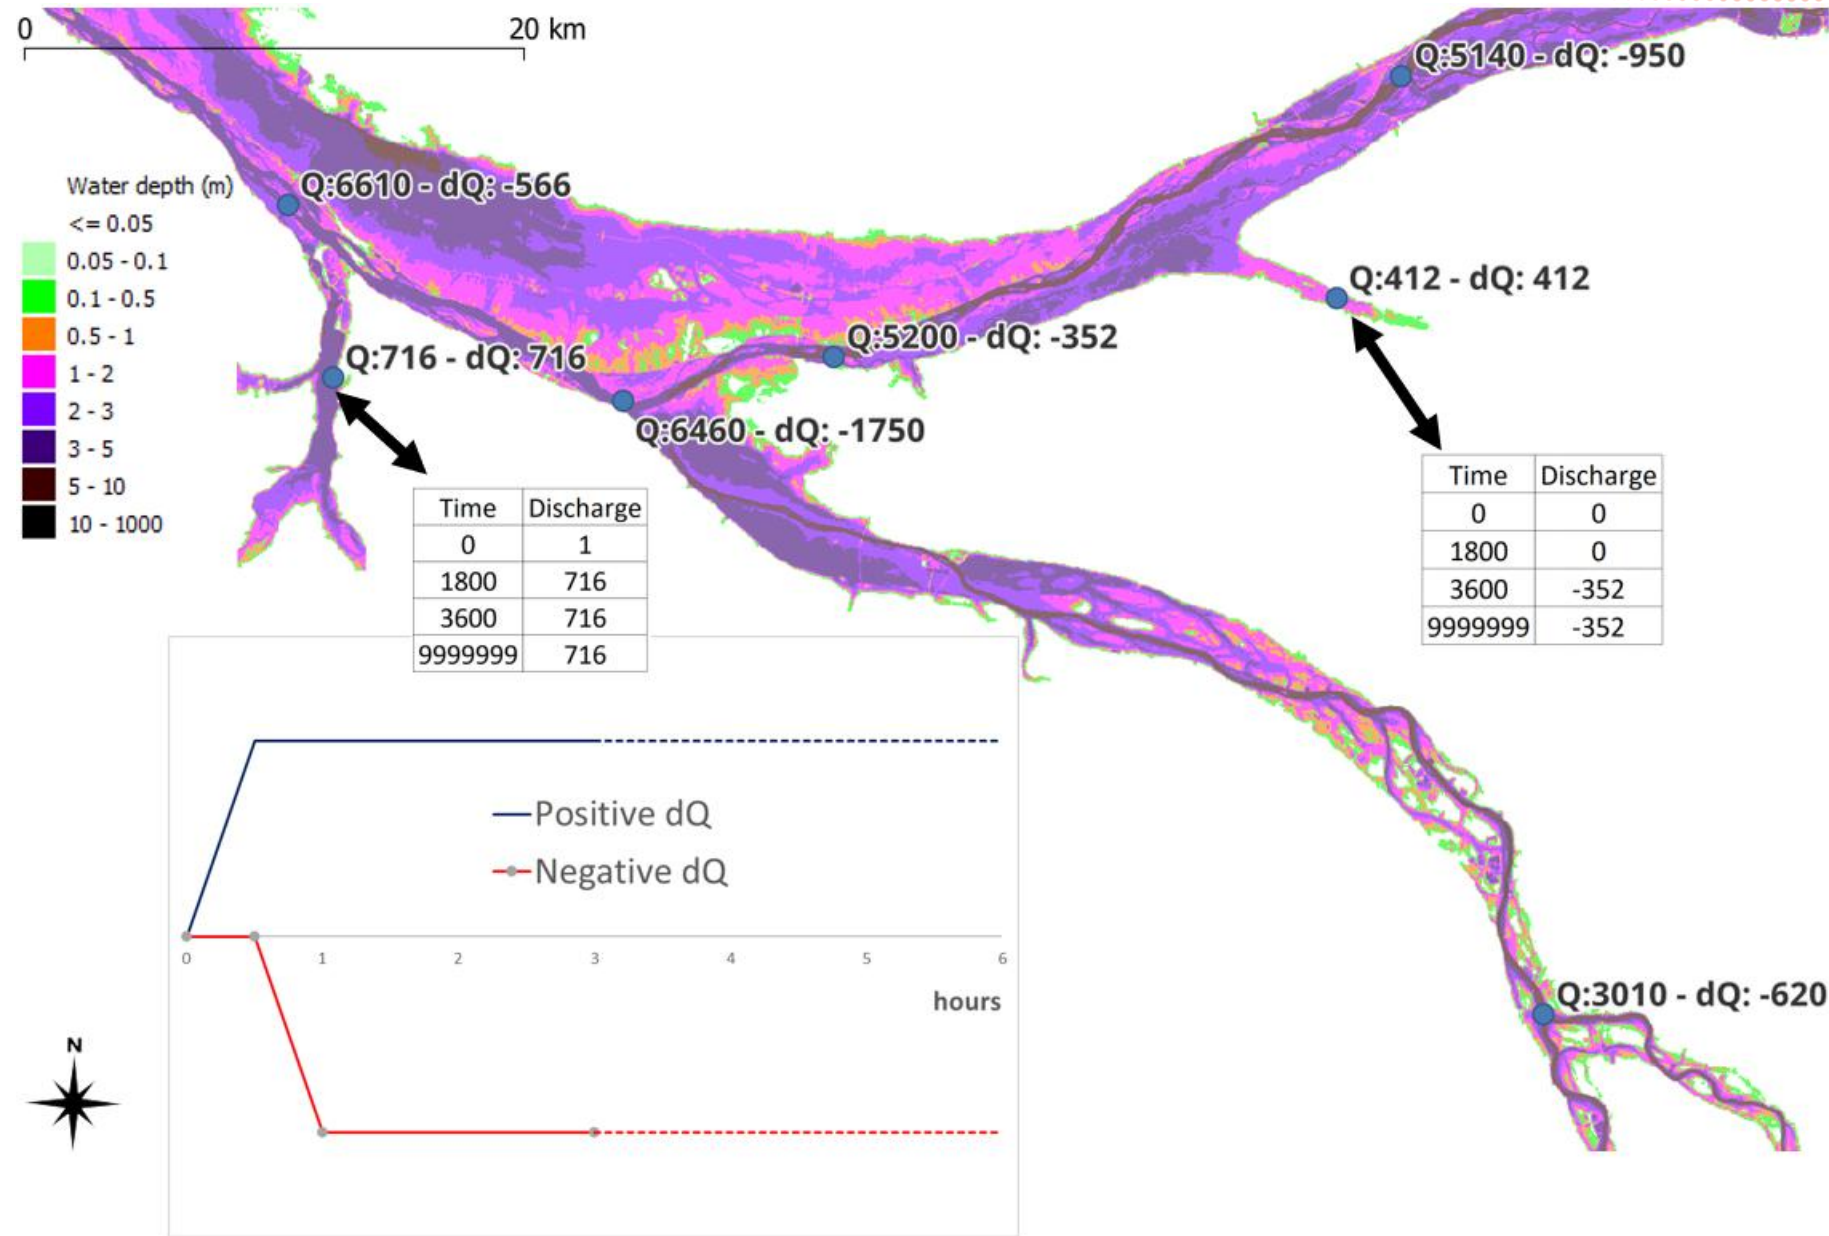 0 20 km
Q:5140 - dQ: -950
Water depth (m)
<= 0.05
0.05 - 0.1
0.1 - 0.5
0.5 - 1
1 - 2
2 - 3
3 - 5
5 - 10
10 - 1000
Q:6610 - dQ: -566
Q:412 - dQ: 412
Q:5200 - dQ: -352
Q:716 - dQ: 716
Q:6460 - dQ: -1750
Time Discharge
0 1
1800 716
3600 716
9999999 716
Time Discharge
0 0
1800 0
3600 -352
9999999 -352
Positive dQ
Negative dQ
0 1 2 3 4 5 6
hours
Q:3010 - dQ: -620
N